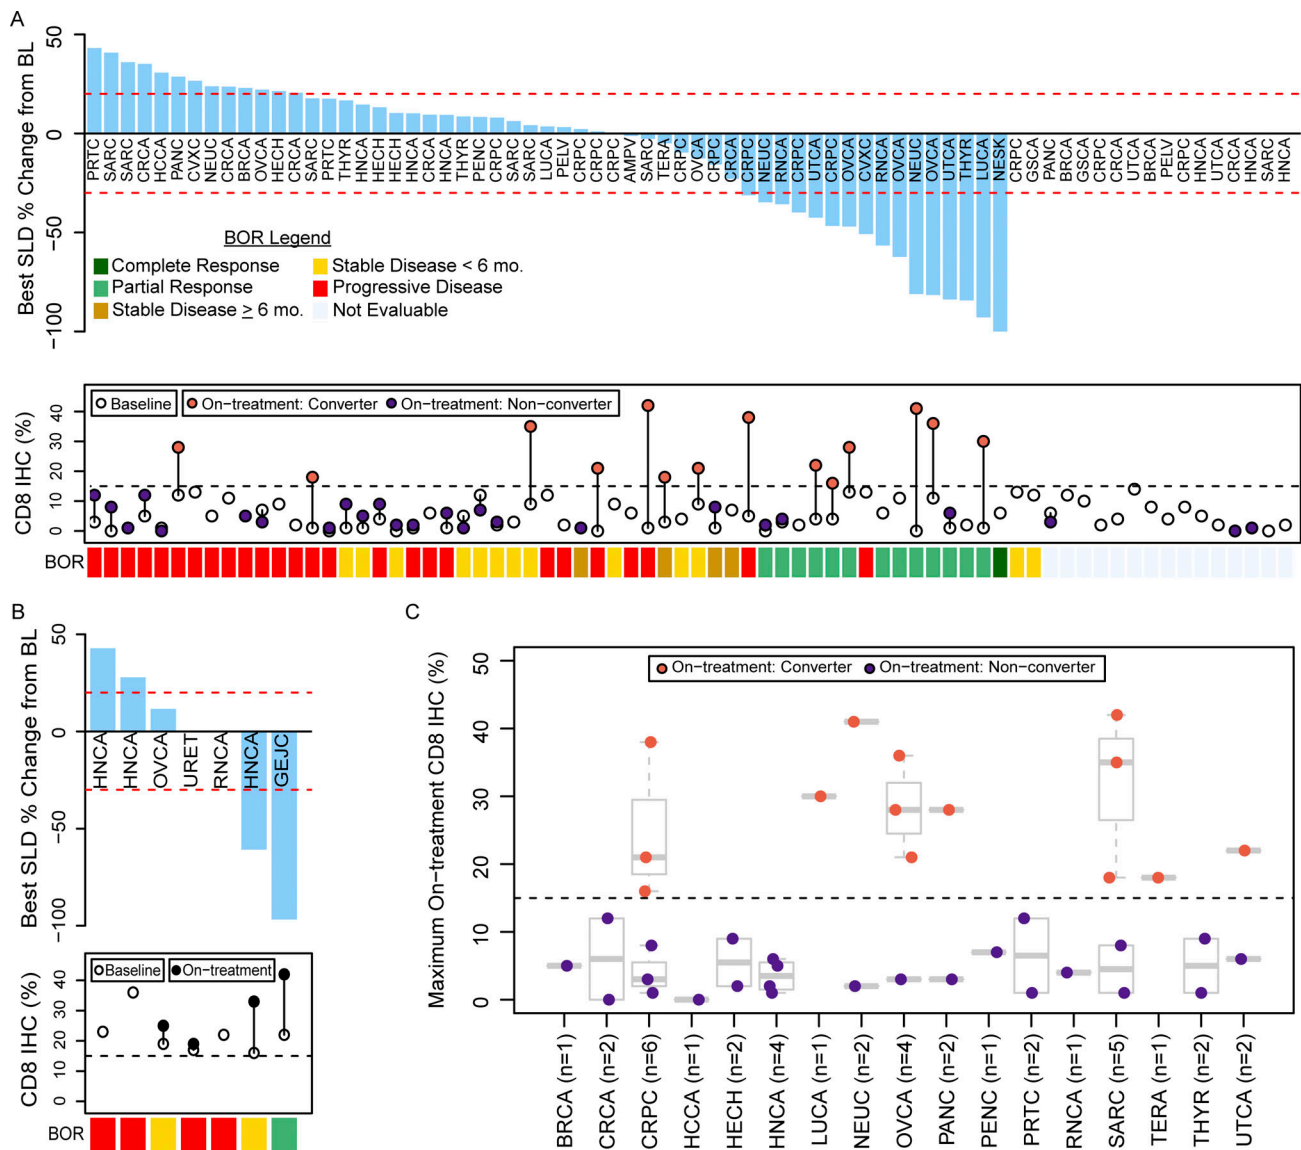 A
Best SLD % Change from BL
50
0
−50
−100
PRTC SARC SARC CRCA HCCA PANC CVXC NEUC CRCA BRCA OVCA HECH CRCA SARC PRTC THYR HNCA HECH HECH HNCA CRCA HNCA THYR PENC CRPC SARC SARC LUCA PELV CRPC CRPC CRPC AMPV SARC TERA CRPC OVCA CRPC CRCA CRPC NEUC RNCA CRPC UTCA CRPC OVCA CVXC RNCA OVCA NEUC OVCA UTCA THYR LUCA NESK CRPC GSCA PANC BRCA GSCA CRPC CRCA UTCA BRCA PELV CRPC HNCA UTCA CRCA HNCA SARC HNCA
BOR Legend
Complete Response
Stable Disease < 6 mo.
Partial Response
Progressive Disease
Stable Disease ≥ 6 mo.
Not Evaluable
CD8 IHC (%)
40
30
20
10
0
Baseline
On-treatment: Converter
On-treatment: Non-converter
BOR
B
Best SLD % Change from BL
50
0
−50
−100
HNCA HNCA OVCA URET RNCA HNCA GEJC
CD8 IHC (%)
40
30
20
10
0
Baseline
On-treatment
BOR
C
Maximum On-treatment CD8 IHC (%)
50
40
30
20
10
0
On-treatment: Converter
On-treatment: Non-converter
BRCA (n=1)
CRCA (n=2)
CRPC (n=6)
HCCA (n=1)
HECH (n=2)
HNCA (n=4)
LUCA (n=1)
NEUC (n=2)
OVCA (n=4)
PANC (n=2)
PENC (n=1)
PRTC (n=2)
RNCA (n=1)
SARC (n=5)
TERA (n=1)
THYR (n=2)
UTCA (n=2)